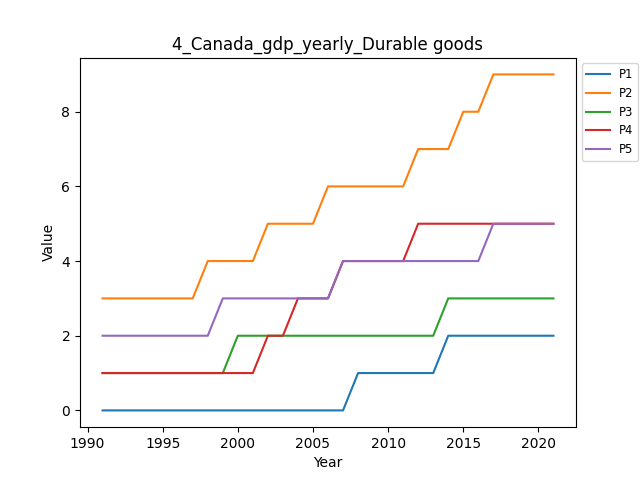 4_Canada_gdp_yearly_Durable goods
P1
P2
P3
P4
P5
Value
8
6
4
2
0
1990 1995 2000 2005 2010 2015 2020
Year